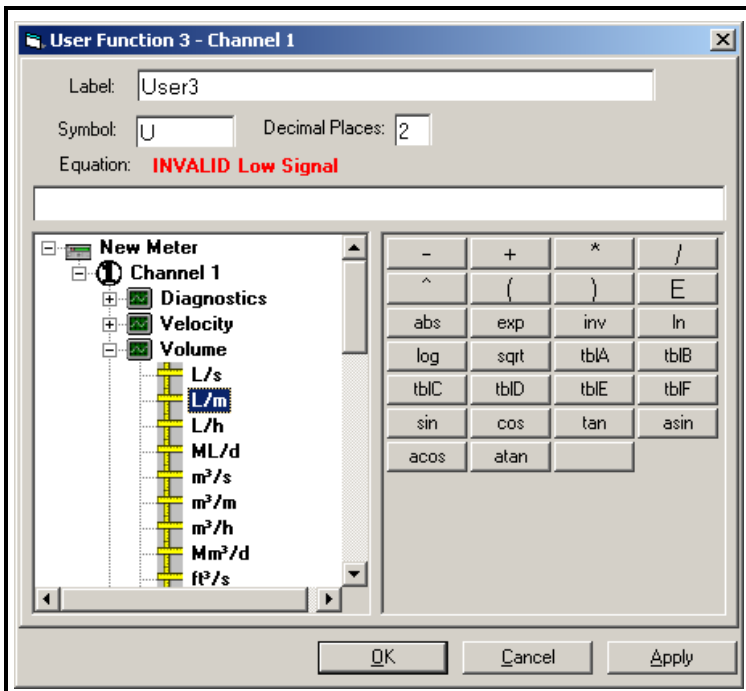 User Function 3 - Channel 1
Label: User3
Symbol: U Decimal Places: 2
Equation: INVALID Low Signal
New Meter
1 Channel 1
Diagnostics
Velocity
Volume
L/s
L/m
L/h
ML/d
m³/s
m³/m
m³/h
Mm³/d
ft³/s
- + * /
^ ( ) E
abs exp inv ln
log sqrt tblA tblB
tblC tblD tblE tblF
sin cos tan asin
acos atan
OK Cancel Apply